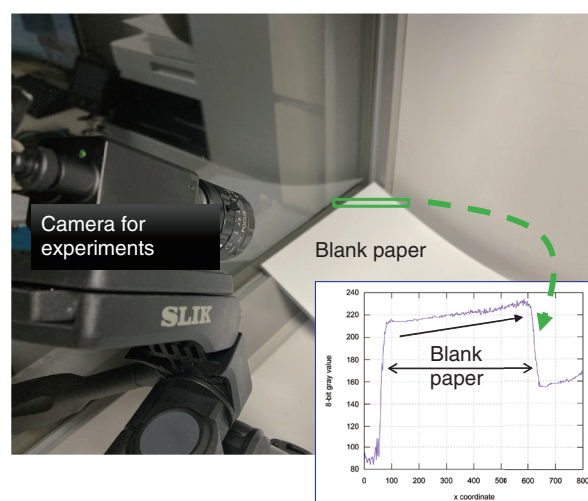 Camera for
experiments
FOCUS
Blank paper
SLIK
240
220
200
180
160
140
120
100
80
8-bit gray value
Blank
paper
0 100 200 300 400 500 600 700 800
x coordinate